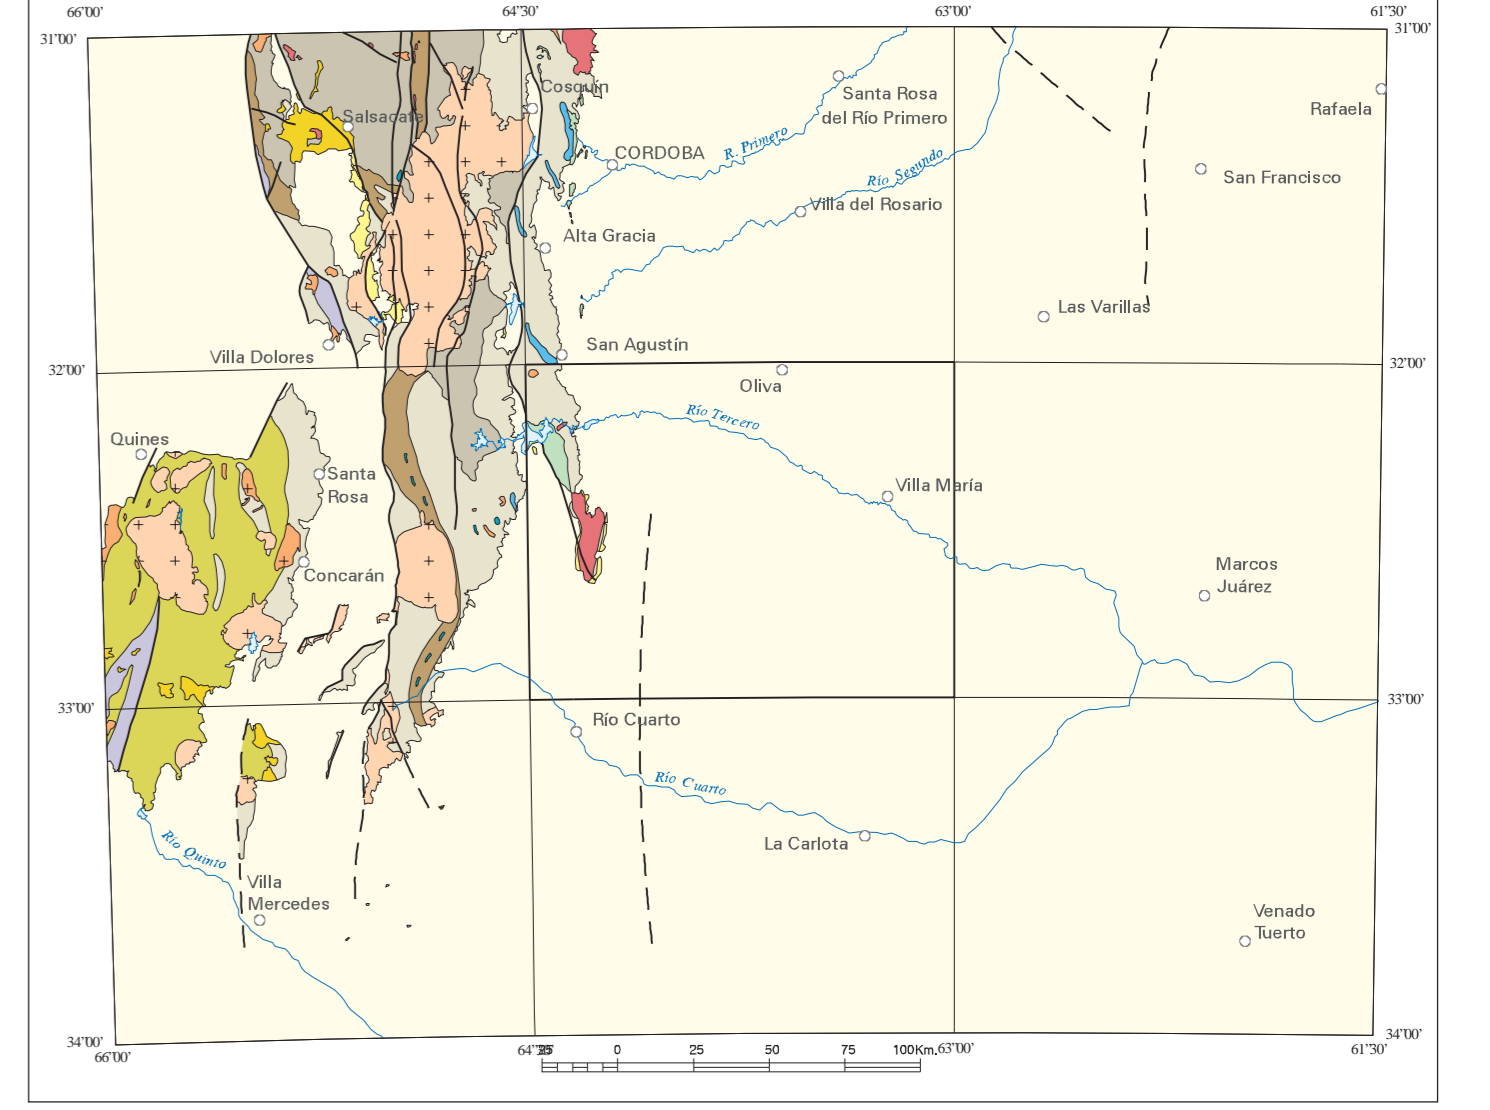 66’00’
64’30’
63’00’
61’30’
31’00’
31’00’
Cosquín
Salsacate
Santa Rosa
del Río Primero
Rafaela
CORDOBA
R. Primero
Río Segundo
San Francisco
Villa del Rosario
Alta Gracia
Las Varillas
Villa Dolores
San Agustín
32’00’
32’00’
Oliva
Río Tercero
Quines
Santa
Rosa
Villa María
Concarán
Marcos
Juárez
33’00’
33’00’
Río Cuarto
Río Cuarto
La Carlota
Río Quinto
Villa
Mercedes
Venado
Tuerto
34’00’
34’00’
66’00’
0
25
50
75
100Km.
63’00’
61’30’